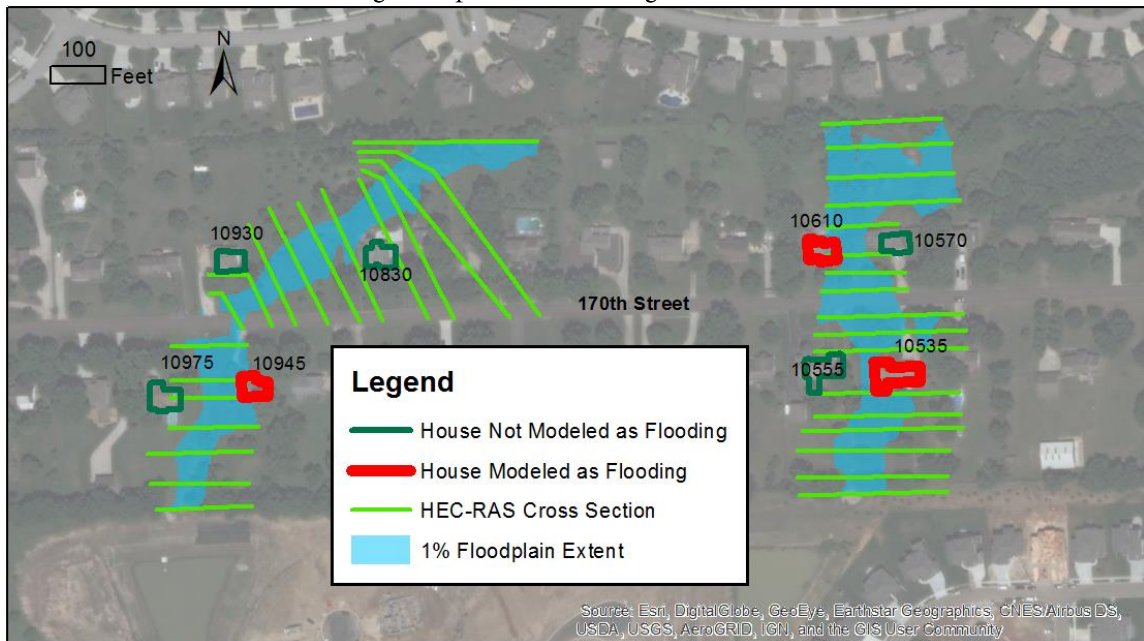 100
Feet
N
10930
10830
10610
10570
170th Street
10975
10945
10555
10535
Legend
House Not Modeled as Flooding
House Modeled as Flooding
HEC-RAS Cross Section
1% Floodplain Extent
Source: Esri, DigitalGlobe, GeoEye, Earthstar Geographics, CNES/Airbus DS,
USDA, USGS, AeroGRID, IGN, and the GIS User Community